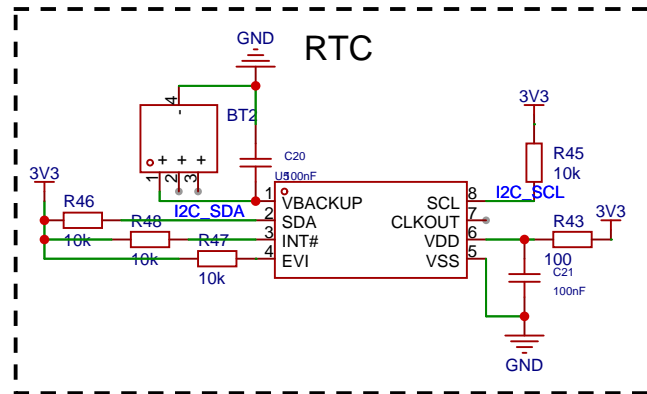 RTC
GND
4
-
BT2
+ + +
1 2 3
C20
100nF
U5
3V3
R45
10k
I2C_SCL
3V3
R46
10k
I2C_SDA
R48
10k
R47
10k
1 VBACKUP
2 SDA
3 INT#
4 EVI
SCL 8
CLKOUT 7
VDD 6
VSS 5
R43
100
3V3
C21
100nF
GND